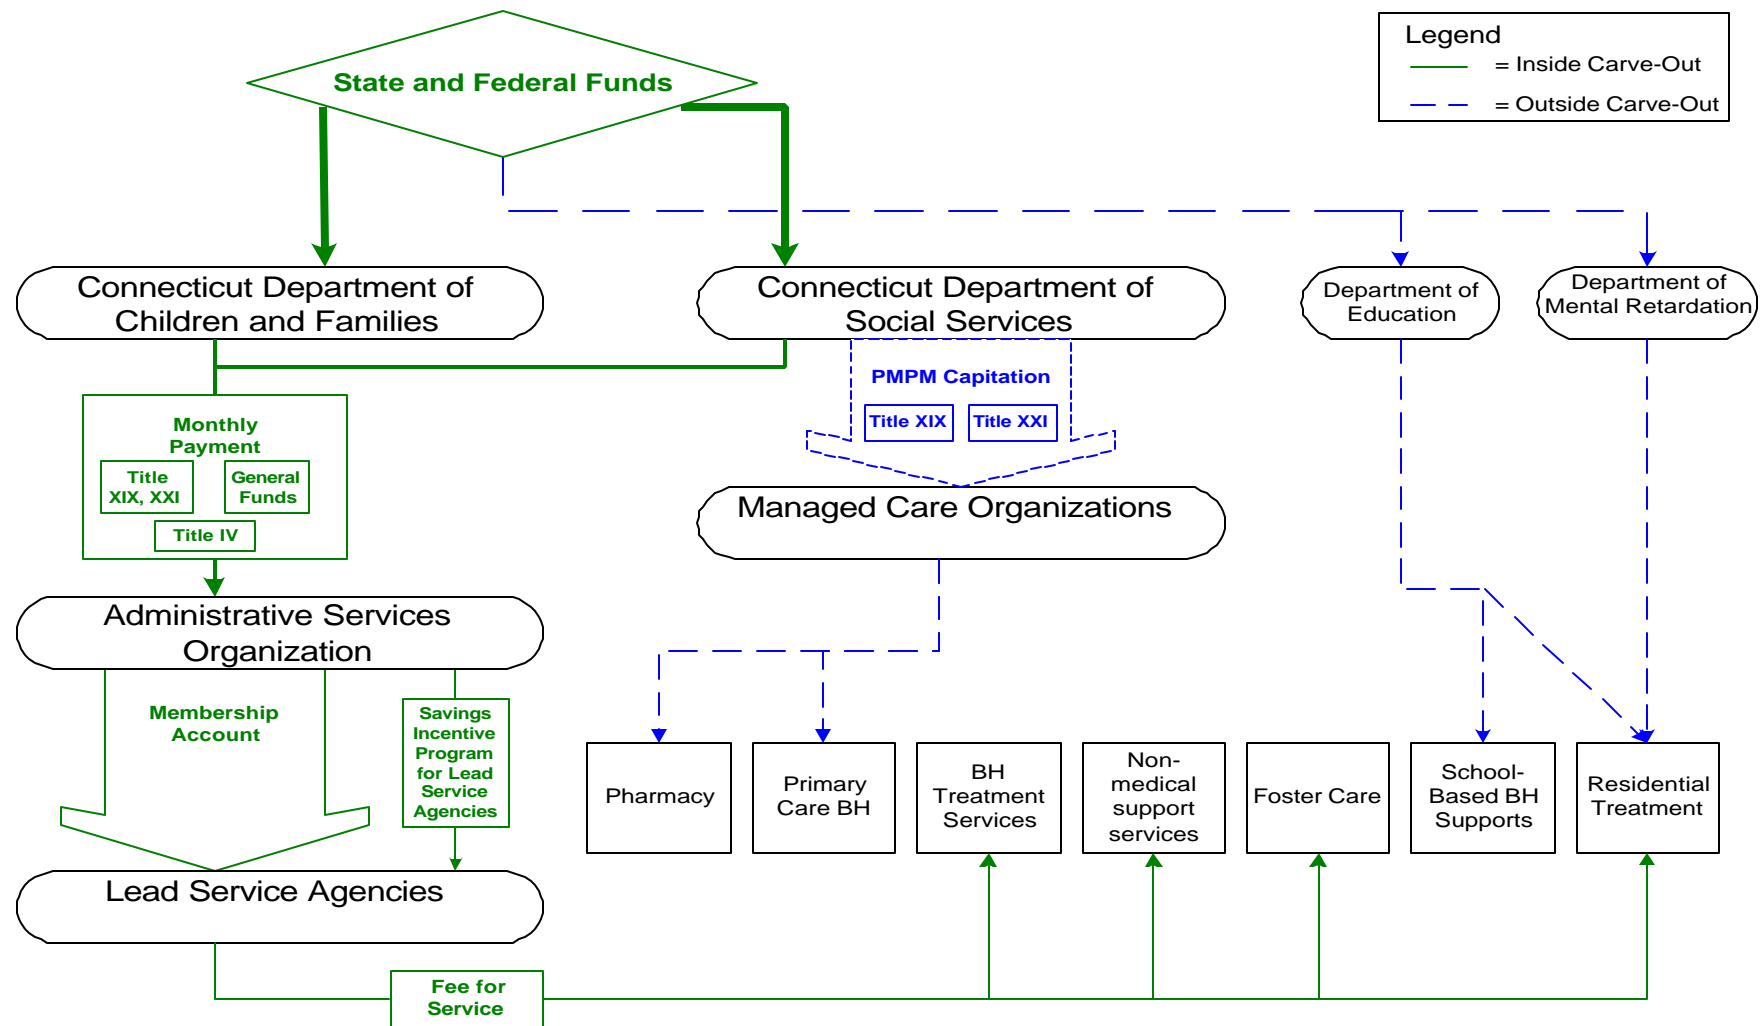 Legend
= Inside Carve-Out
= Outside Carve-Out
State and Federal Funds
Connecticut Department of
Children and Families
Connecticut Department of
Social Services
Department of
Education
Department of
Mental Retardation
PMPM Capitation
Title XIX
Title XXI
Monthly
Payment
Title
XIX, XXI
General
Funds
Title IV
Managed Care Organizations
Administrative Services
Organization
Membership
Account
Savings
Incentive
Program
for Lead
Service
Agencies
Pharmacy
Primary
Care BH
BH
Treatment
Services
Non-
medical
support
services
Foster Care
School-
Based BH
Supports
Residential
Treatment
Lead Service Agencies
Fee for
Service